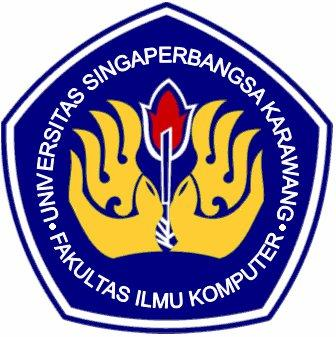 UNIVERSITAS SINGAPERBANGSA KARAWANG
FAKULTAS ILMU KOMPUTER